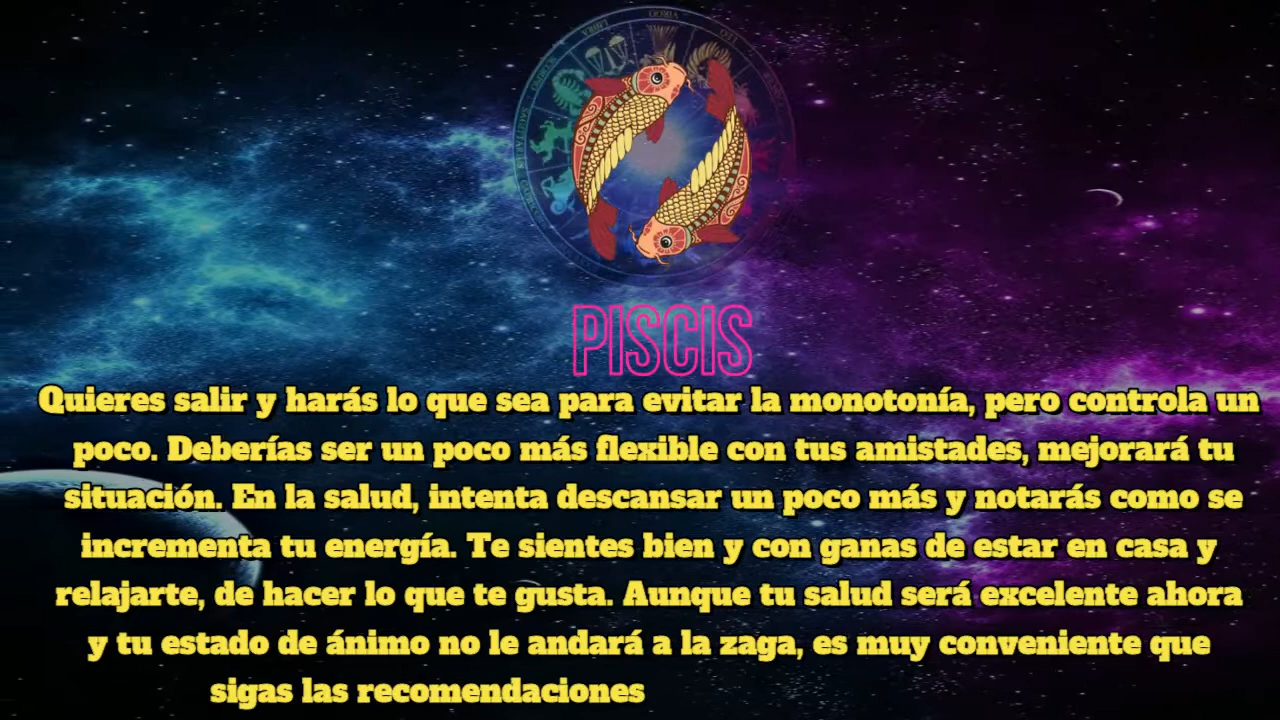 VIRGO
LIBRA
LEO
PISCIS
Quieres salir y harás lo que sea para evitar la monotonía, pero controla un
poco. Deberías ser un poco más flexible con tus amistades, mejorará tu
situación. En la salud, intenta descansar un poco más y notarás como se
incrementa tu energía. Te sientes bien y con ganas de estar en casa y
relajarte, de hacer lo que te gusta. Aunque tu salud será excelente ahora
y tu estado de ánimo no le andará a la zaga, es muy conveniente que
sigas las recomendaciones